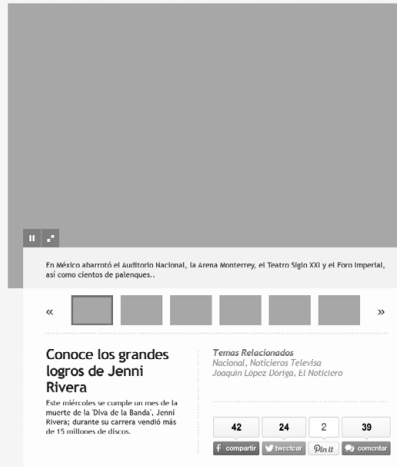 En México abarrotó el Auditorio Nacional, la Arena Monterrey, el Teatro Siglo XXI y el Foro Imperial,
así como cientos de palenques..
«
»
Conoce los grandes
logros de Jenni
Rivera
Este miércoles se cumple un mes de la
muerte de la 'Diva de la Banda', Jenni
Rivera; durante su carrera vendió más
de 15 millones de discos.
Temas Relacionados
Nacional, Noticieros Televisa
Joaquín López Dóriga, El Noticiero
42 24 2 39
compartir twittear Pin it comentar